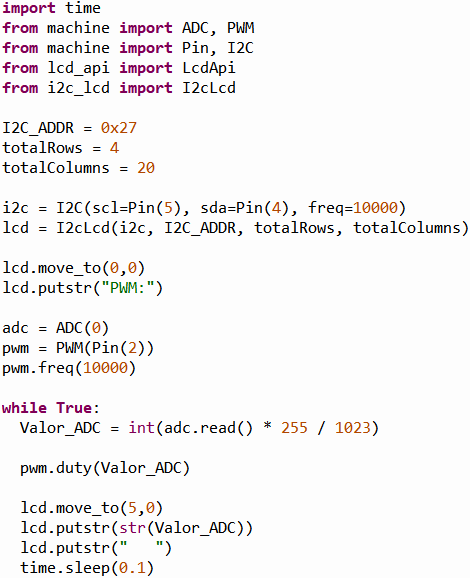 import time
from machine import ADC, PWM
from machine import Pin, I2C
from lcd_api import LcdApi
from i2c_lcd import I2cLcd

I2C_ADDR = 0x27
totalRows = 4
totalColumns = 20

i2c = I2C(scl=Pin(5), sda=Pin(4), freq=10000)
lcd = I2cLcd(i2c, I2C_ADDR, totalRows, totalColumns)

lcd.move_to(0,0)
lcd.putstr("PWM:")

adc = ADC(0)
pwm = PWM(Pin(2))
pwm.freq(10000)

while True:
  Valor_ADC = int(adc.read() * 255 / 1023)

  pwm.duty(Valor_ADC)

  lcd.move_to(5,0)
  lcd.putstr(str(Valor_ADC))
  lcd.putstr("   ")
  time.sleep(0.1)